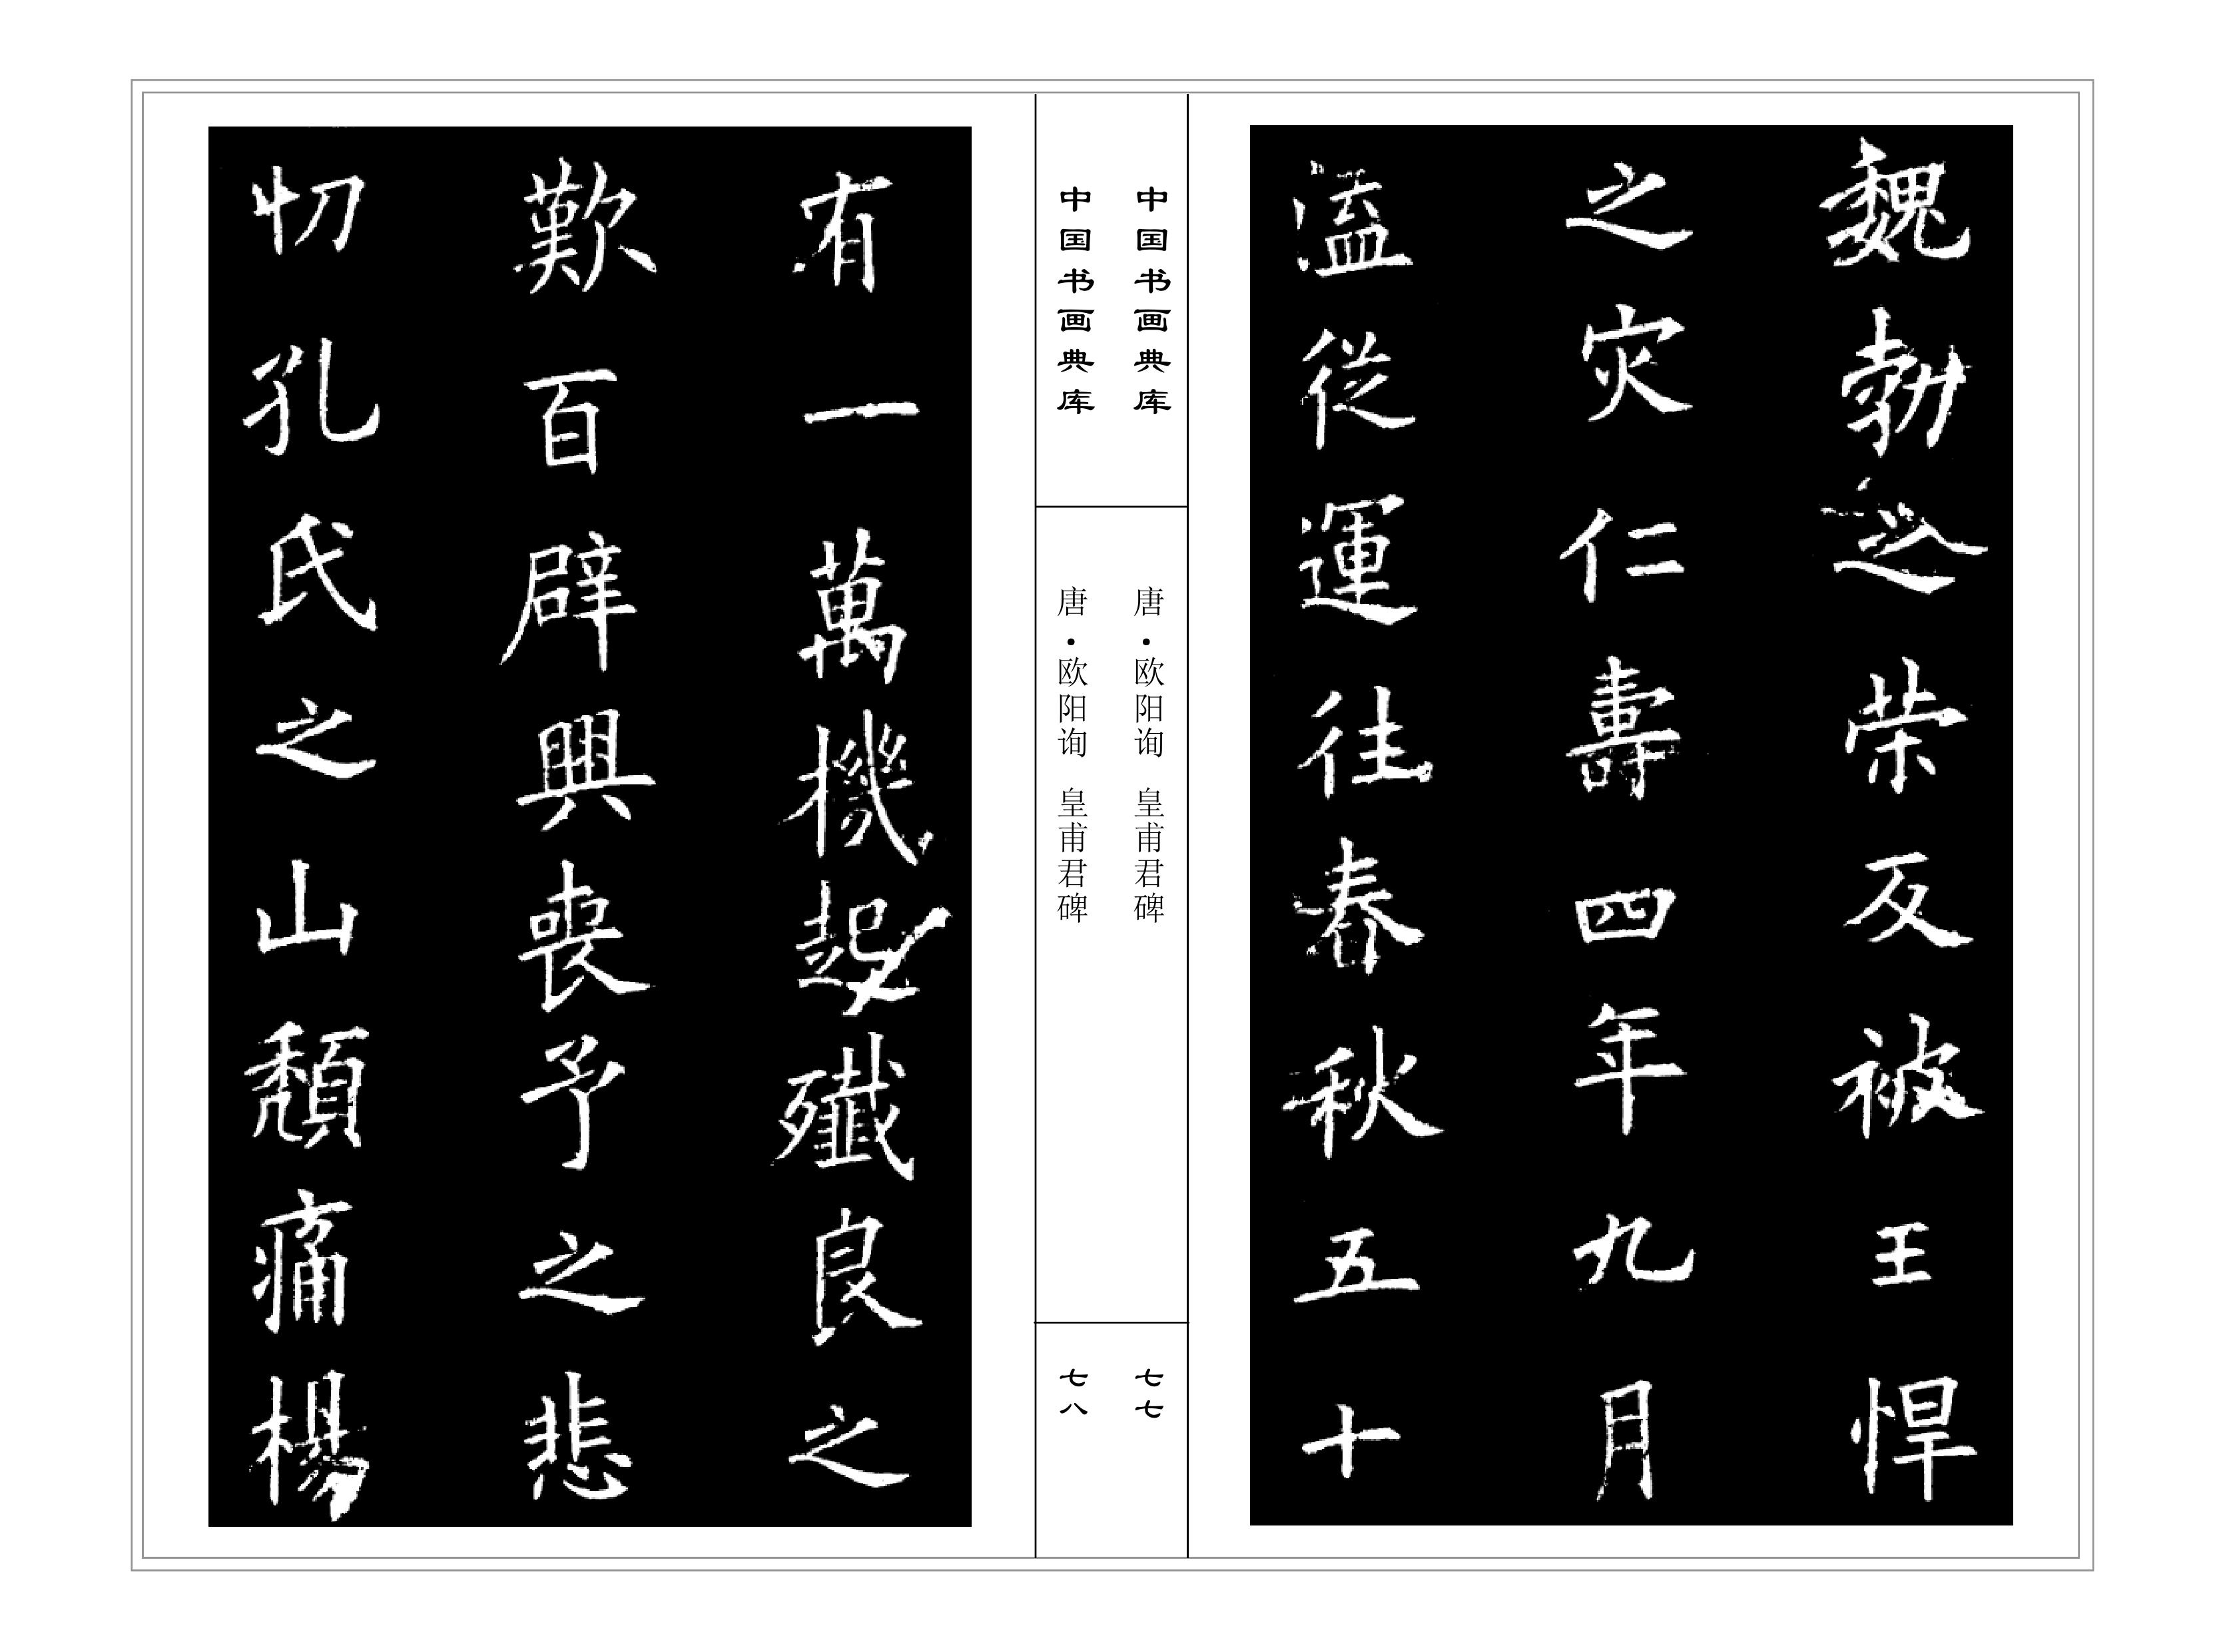 魏勃之荣反被王悍
之灾仁壽四年九月
溘從運往春秋五十
中国书画典库 唐·欧阳询 皇甫君碑 七七
中国书画典库 唐·欧阳询 皇甫君碑 七八
有一萬機起殲良之
歎百辟興喪予之悲
切孔氏之山頹痛楊